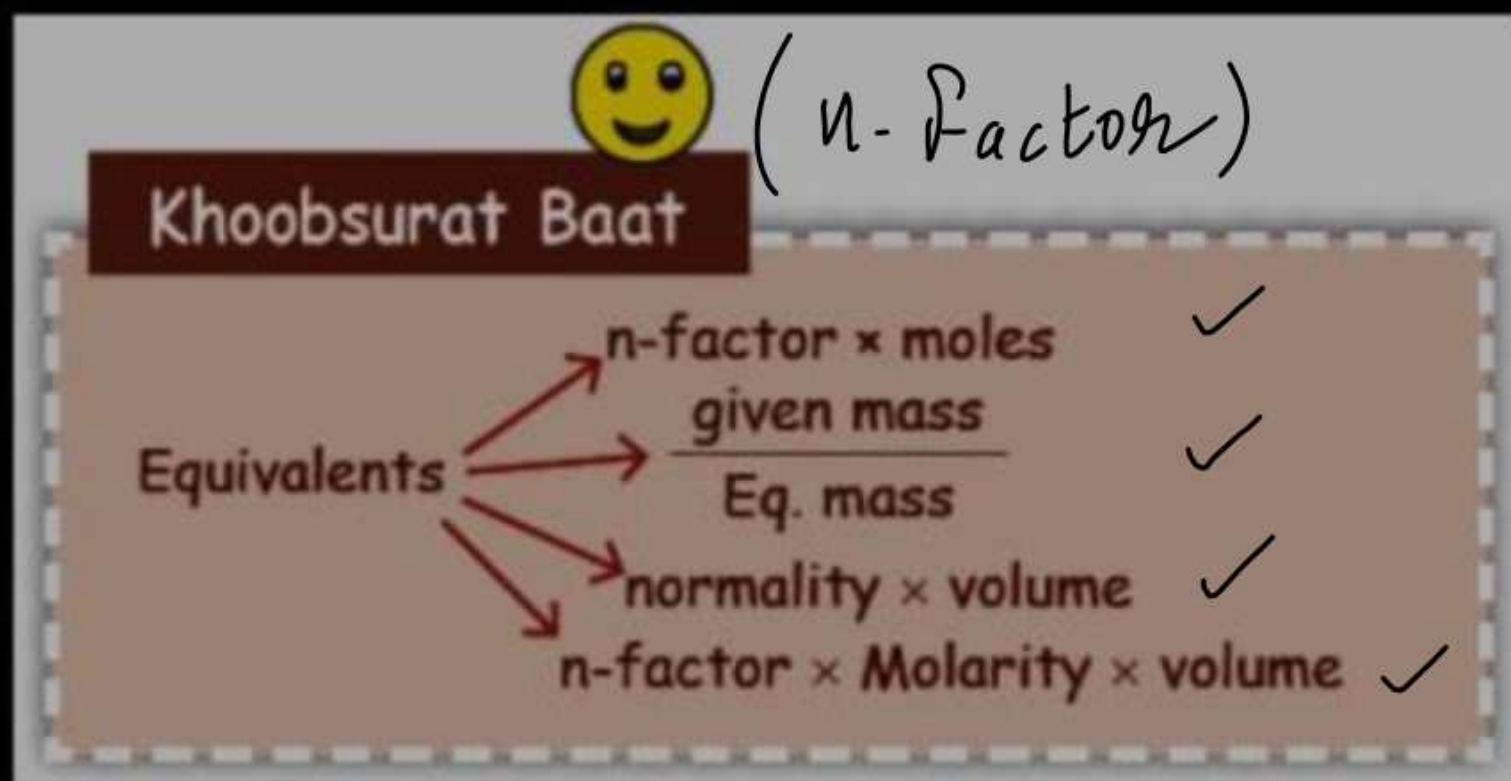 (n-factor)
Khoobsurat Baat
n-factor × moles
given mass
Equivalents
Eq. mass
normality × volume
n-factor × Molarity × volume